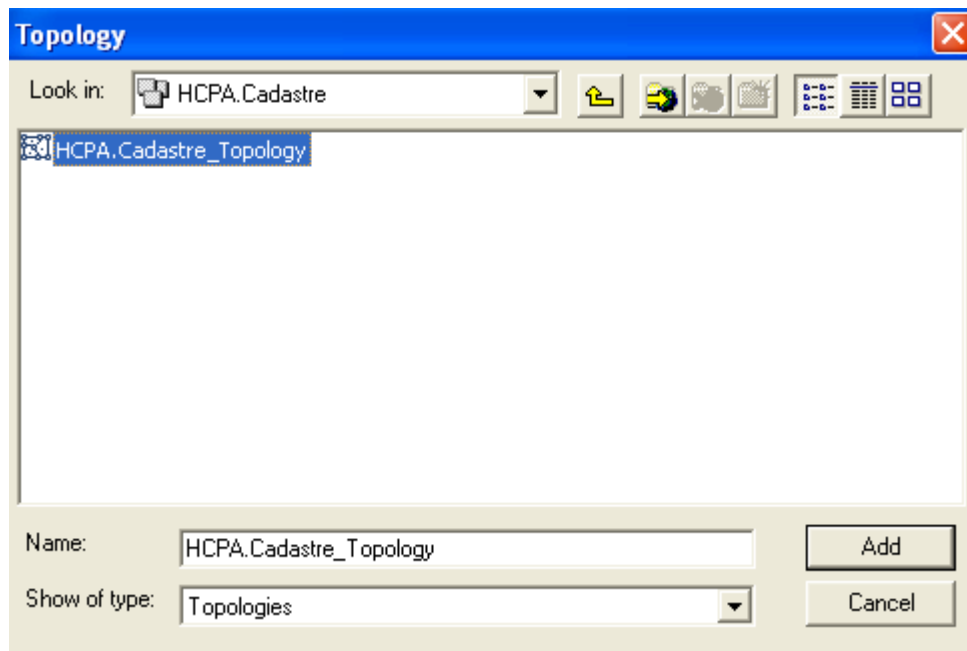 Topology
Look in: HCPA.Cadastre
HCPA.Cadastre_Topology
Name: HCPA.Cadastre_Topology Add
Show of type: Topologies Cancel